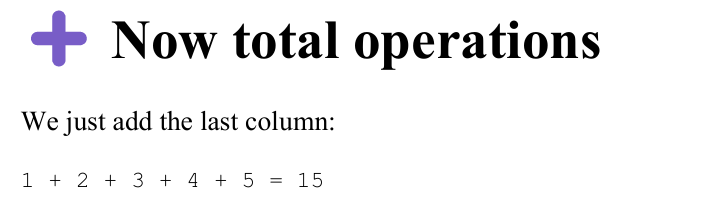 ➕ Now total operations
We just add the last column:
1 + 2 + 3 + 4 + 5 = 15